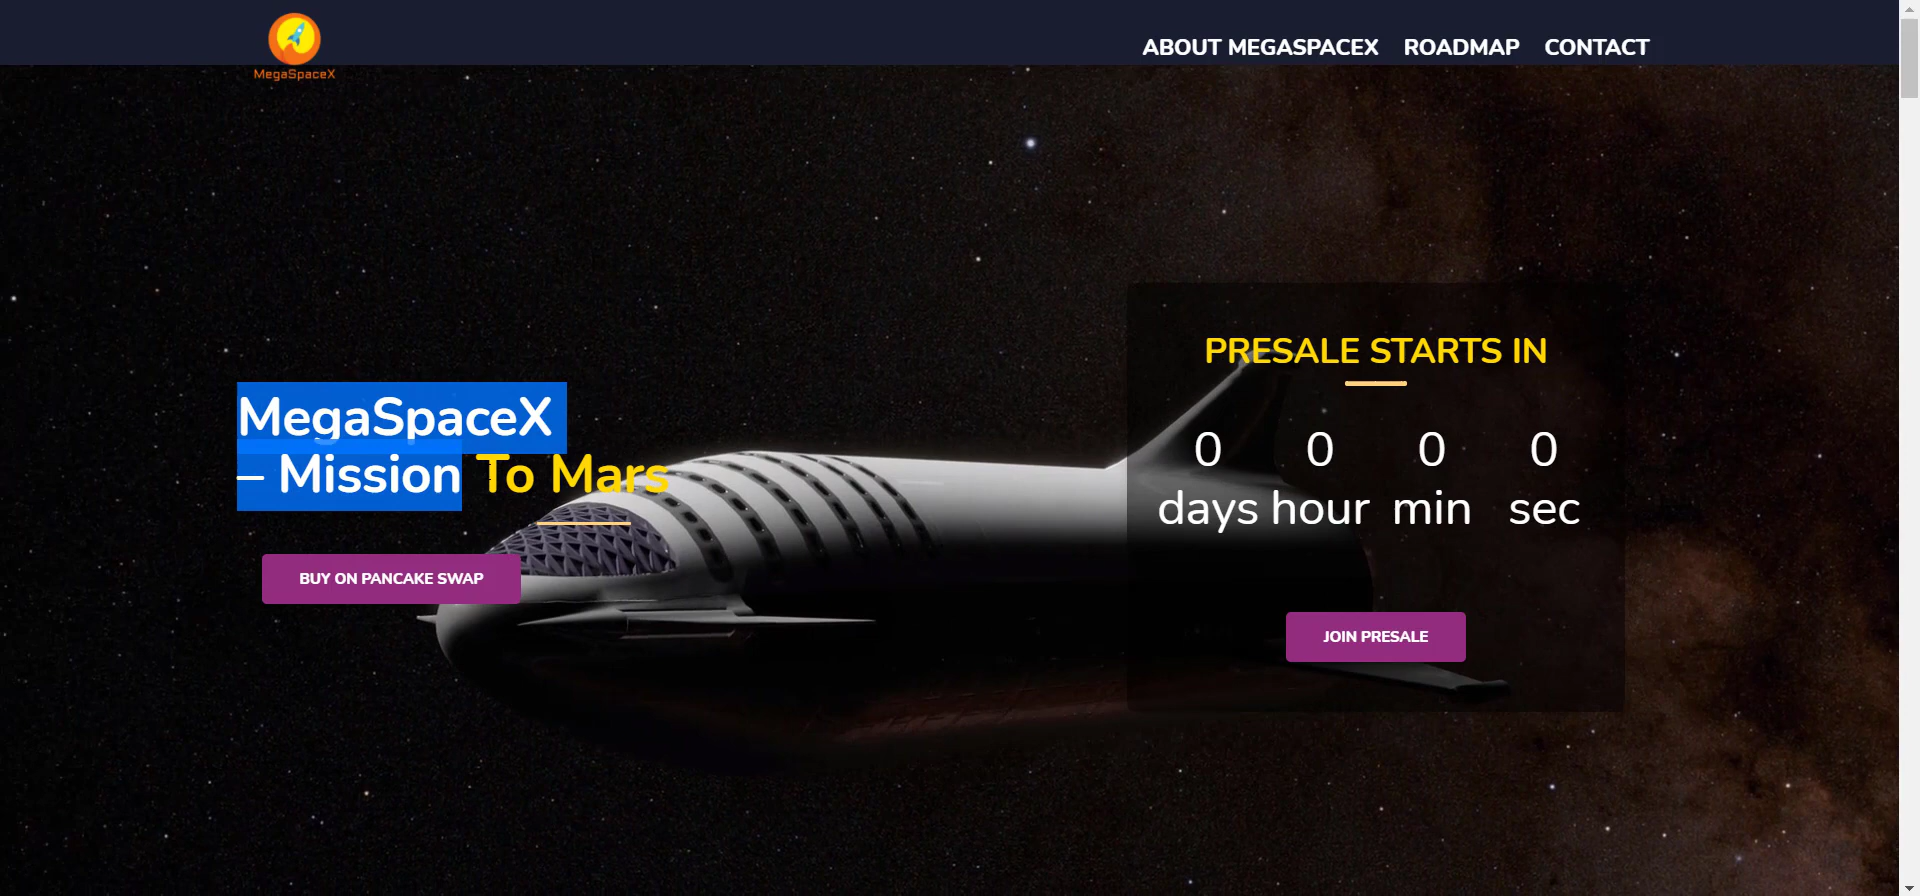 MegaSpaceX
ABOUT MEGASPACEX ROADMAP CONTACT
MegaSpaceX
– Mission To Mars
BUY ON PANCAKE SWAP
PRESALE STARTS IN
0 0 0 0
days hour min sec
JOIN PRESALE